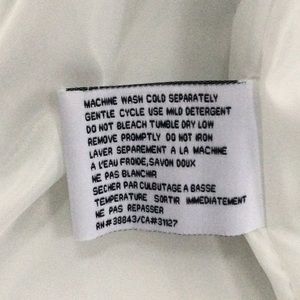 MACHINE WASH COLD SEPARATELY
GENTLE CYCLE USE MILD DETERGENT
DO NOT BLEACH TUMBLE DRY LOW
REMOVE PROMPTLY DO NOT IRON
LAVER SEPAREMENT A LA MACHINE
A L'EAU FROIDE, SAVON DOUX
NE PAS BLANCHIR
SECHER PAR CULBUTAGE A BASSE
TEMPERATURE SORTIR IMMEDIATEMENT
NE PAS REPASSER
RN#38843/CA#31127